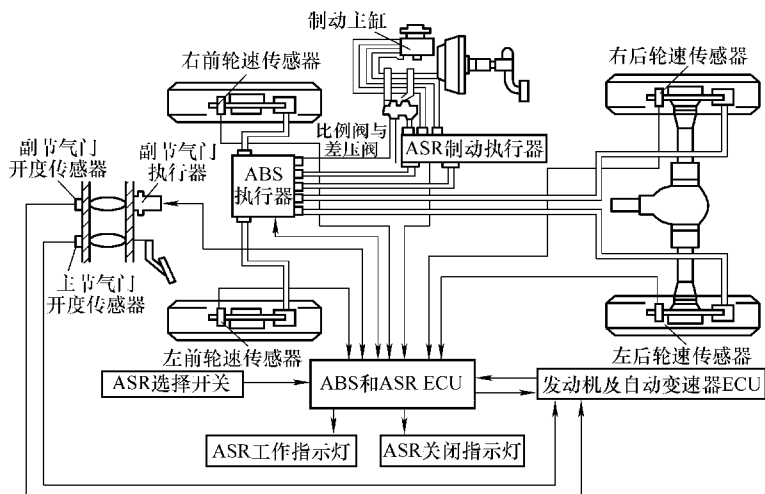 制动主缸
右前轮速传感器
右后轮速传感器
副节气门
开度传感器
副节气门
执行器
比例阀与
差压阀
ASR制动执行器
ABS
执行器
主节气门
开度传感器
左前轮速传感器
左后轮速传感器
ASR选择开关
ABS和ASR ECU
发动机及自动变速器ECU
ASR工作指示灯
ASR关闭指示灯